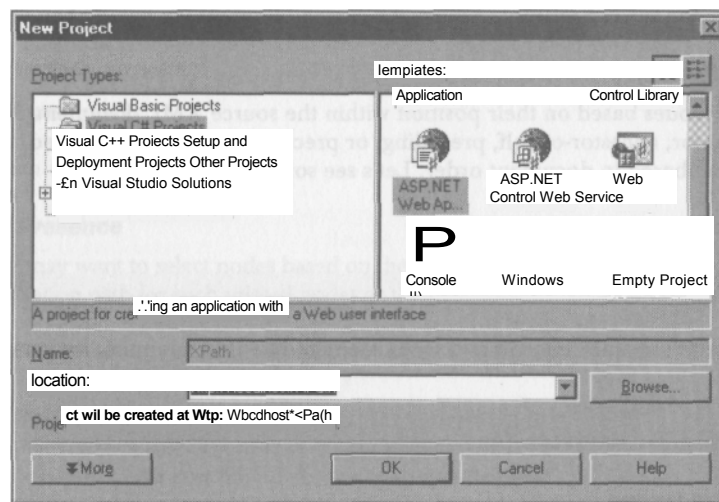 New Project
Project Types:
lemplates:
Visual Basic Projects
Visual C# Projects
Visual C++ Projects Setup and
Deployment Projects Other Projects
-£n Visual Studio Solutions
Application
Control Library
ASP.NET
Web Ap...
ASP.NET
Web
Control Web Service
P
Console
Windows
Empty Project
A project for cre
.'.'ing an application with
a Web user interface
Name:
XPath
location:
Browse...
Proje
ct wil be created at Wtp: Wbcdhost*<Pa(h
More
OK
Cancel
Help